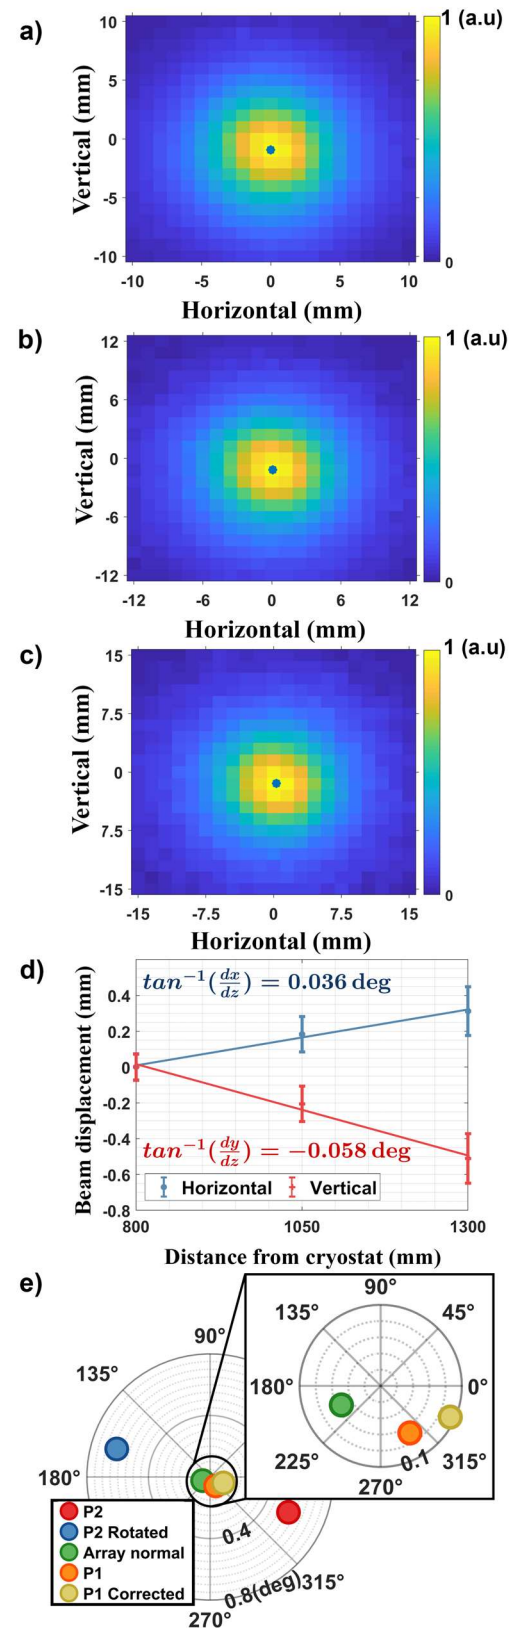 a)
1 (a.u)
10
5
0
-5
-10
0
-10
-5
0
5
10
Vertical (mm)
Horizontal (mm)
b)
1 (a.u)
12
6
0
-6
-12
0
-12
-6
0
6
12
Vertical (mm)
Horizontal (mm)
c)
1 (a.u)
15
7.5
0
7.5
-15
0
-15
-7.5
0
7.5
15
Vertical (mm)
Horizontal (mm)
d)
tan⁻¹(dx/dz) = 0.036 deg
0.4
0.2
0
-0.2
-0.4
-0.6
-0.8
tan⁻¹(dy/dz) = −0.058 deg
Horizontal Vertical
800
1050
1300
Beam displacement (mm)
Distance from cryostat (mm)
e)
90°
135°
180°
0.4
0.8(deg)
315°
270°
90°
135°
45°
180°
0°
225°
0.1
315°
270°
P2
P2 Rotated
Array normal
P1
P1 Corrected